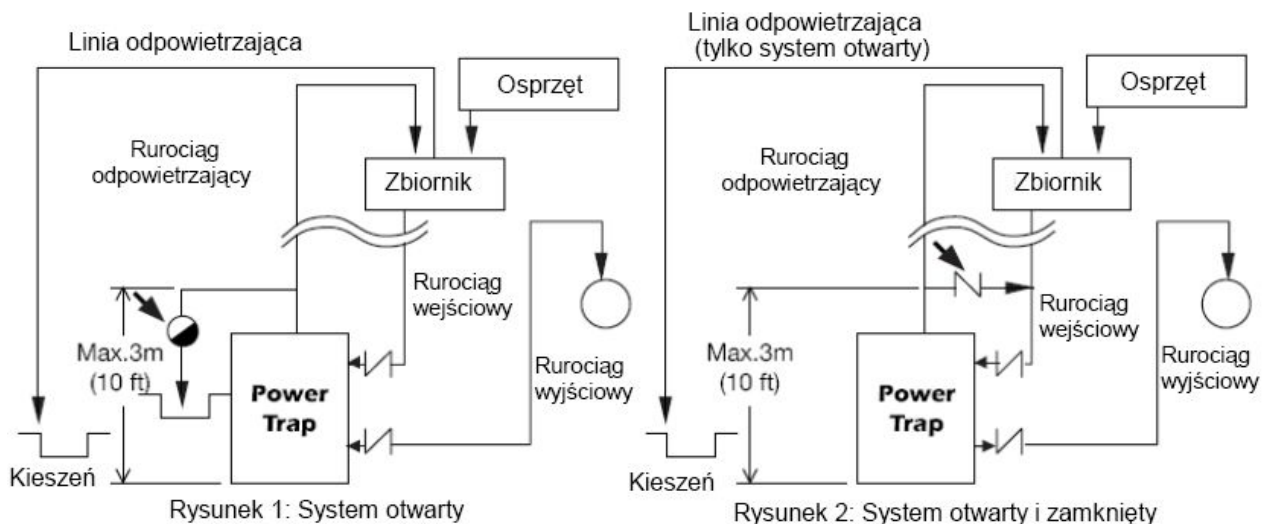 Linia odpowietrzająca
Osprzęt
Rurociąg
odpowietrzający
Zbiornik
Rurociąg
wejściowy
Max.3m
(10 ft)
Power
Trap
Rurociąg
wyjściowy
Kieszeń
Rysunek 1: System otwarty
Linia odpowietrzająca
(tylko system otwarty)
Osprzęt
Rurociąg
odpowietrzający
Zbiornik
Rurociąg
wejściowy
Max.3m
(10 ft)
Power
Trap
Rurociąg
wyjściowy
Kieszeń
Rysunek 2: System otwarty i zamknięty